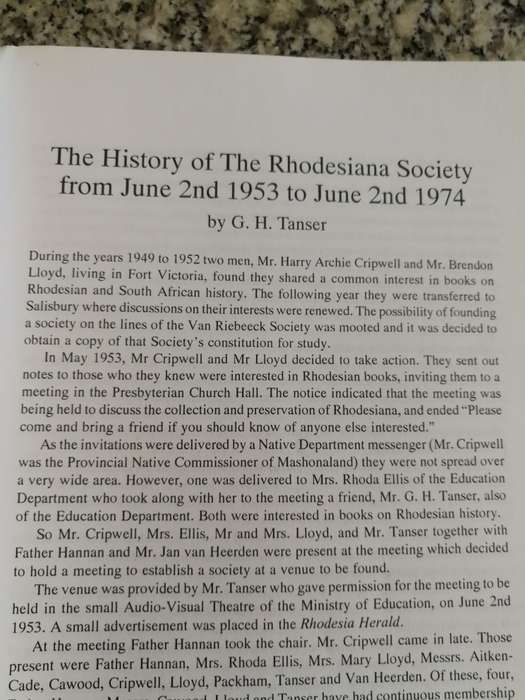 The History of The Rhodesiana Society
from June 2nd 1953 to June 2nd 1974
by G. H. Tanser
During the years 1949 to 1952 two men, Mr. Harry Archie Cripwell and Mr. Brendon
Lloyd, living in Fort Victoria, found they shared a common interest in books on
Rhodesian and South African history. The following year they were transferred to
Salisbury where discussions on their interests were renewed. The possibility of founding
a society on the lines of the Van Riebeeck Society was mooted and it was decided to
obtain a copy of that Society's constitution for study.
In May 1953, Mr Cripwell and Mr Lloyd decided to take action. They sent out
notes to those who they knew were interested in Rhodesian books, inviting them to a
meeting in the Presbyterian Church Hall. The notice indicated that the meeting was
being held to discuss the collection and preservation of Rhodesiana, and ended "Please
come and bring a friend if you should know of anyone else interested."
As the invitations were delivered by a Native Department messenger (Mr. Cripwell
was the Provincial Native Commissioner of Mashonaland) they were not spread over
a very wide area. However, one was delivered to Mrs. Rhoda Ellis of the Education
Department who took along with her to the meeting a friend, Mr. G. H. Tanser, also
of the Education Department. Both were interested in books on Rhodesian history.
So Mr. Cripwell, Mrs. Ellis, Mr and Mrs. Lloyd, and Mr. Tanser together with
Father Hannan and Mr. Jan van Heerden were present at the meeting which decided
to hold a meeting to establish a society at a venue to be found.
The venue was provided by Mr. Tanser who gave permission for the meeting to be
held in the small Audio-Visual Theatre of the Ministry of Education, on June 2nd
1953. A small advertisement was placed in the Rhodesia Herald.
At the meeting Father Hannan took the chair. Mr. Cripwell came in late. Those
present were Father Hannan, Mrs. Rhoda Ellis, Mrs. Mary Lloyd, Messrs. Aitken-
Cade, Cawood, Cripwell, Lloyd, Packham, Tanser and Van Heerden. Of these, four,
Lloyd and Tanser have had continuous membership